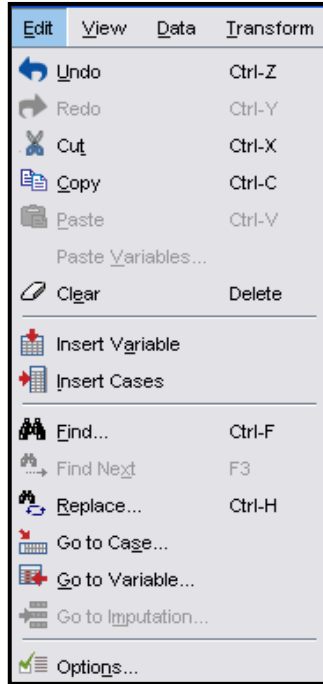 Edit View Data Transform
Undo Ctrl-Z
Redo Ctrl-Y
Cut Ctrl-X
Copy Ctrl-C
Paste Ctrl-V
Paste Variables...
Clear Delete
Insert Variable
Insert Cases
Find... Ctrl-F
Find Next F3
Replace... Ctrl-H
Go to Case...
Go to Variable...
Go to Imputation...
Options...